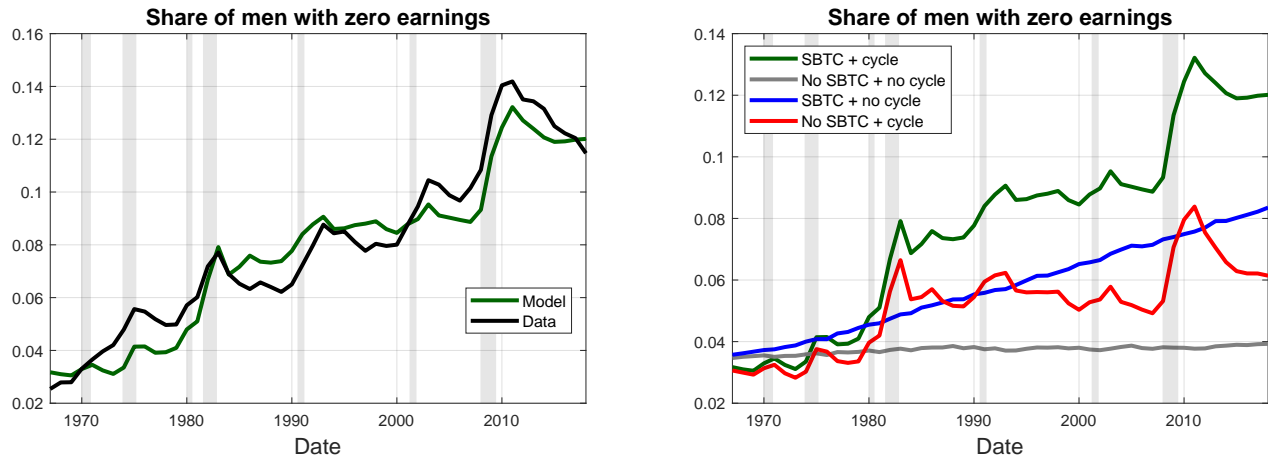 Share of men with zero earnings
0.16
0.14
0.12
0.1
0.08
0.06
0.04
0.02
Model
Data
1970 1980 1990 2000 2010
Date
Share of men with zero earnings
0.14
0.12
0.1
0.08
0.06
0.04
0.02
SBTC + cycle
No SBTC + no cycle
SBTC + no cycle
No SBTC + cycle
1970 1980 1990 2000 2010
Date